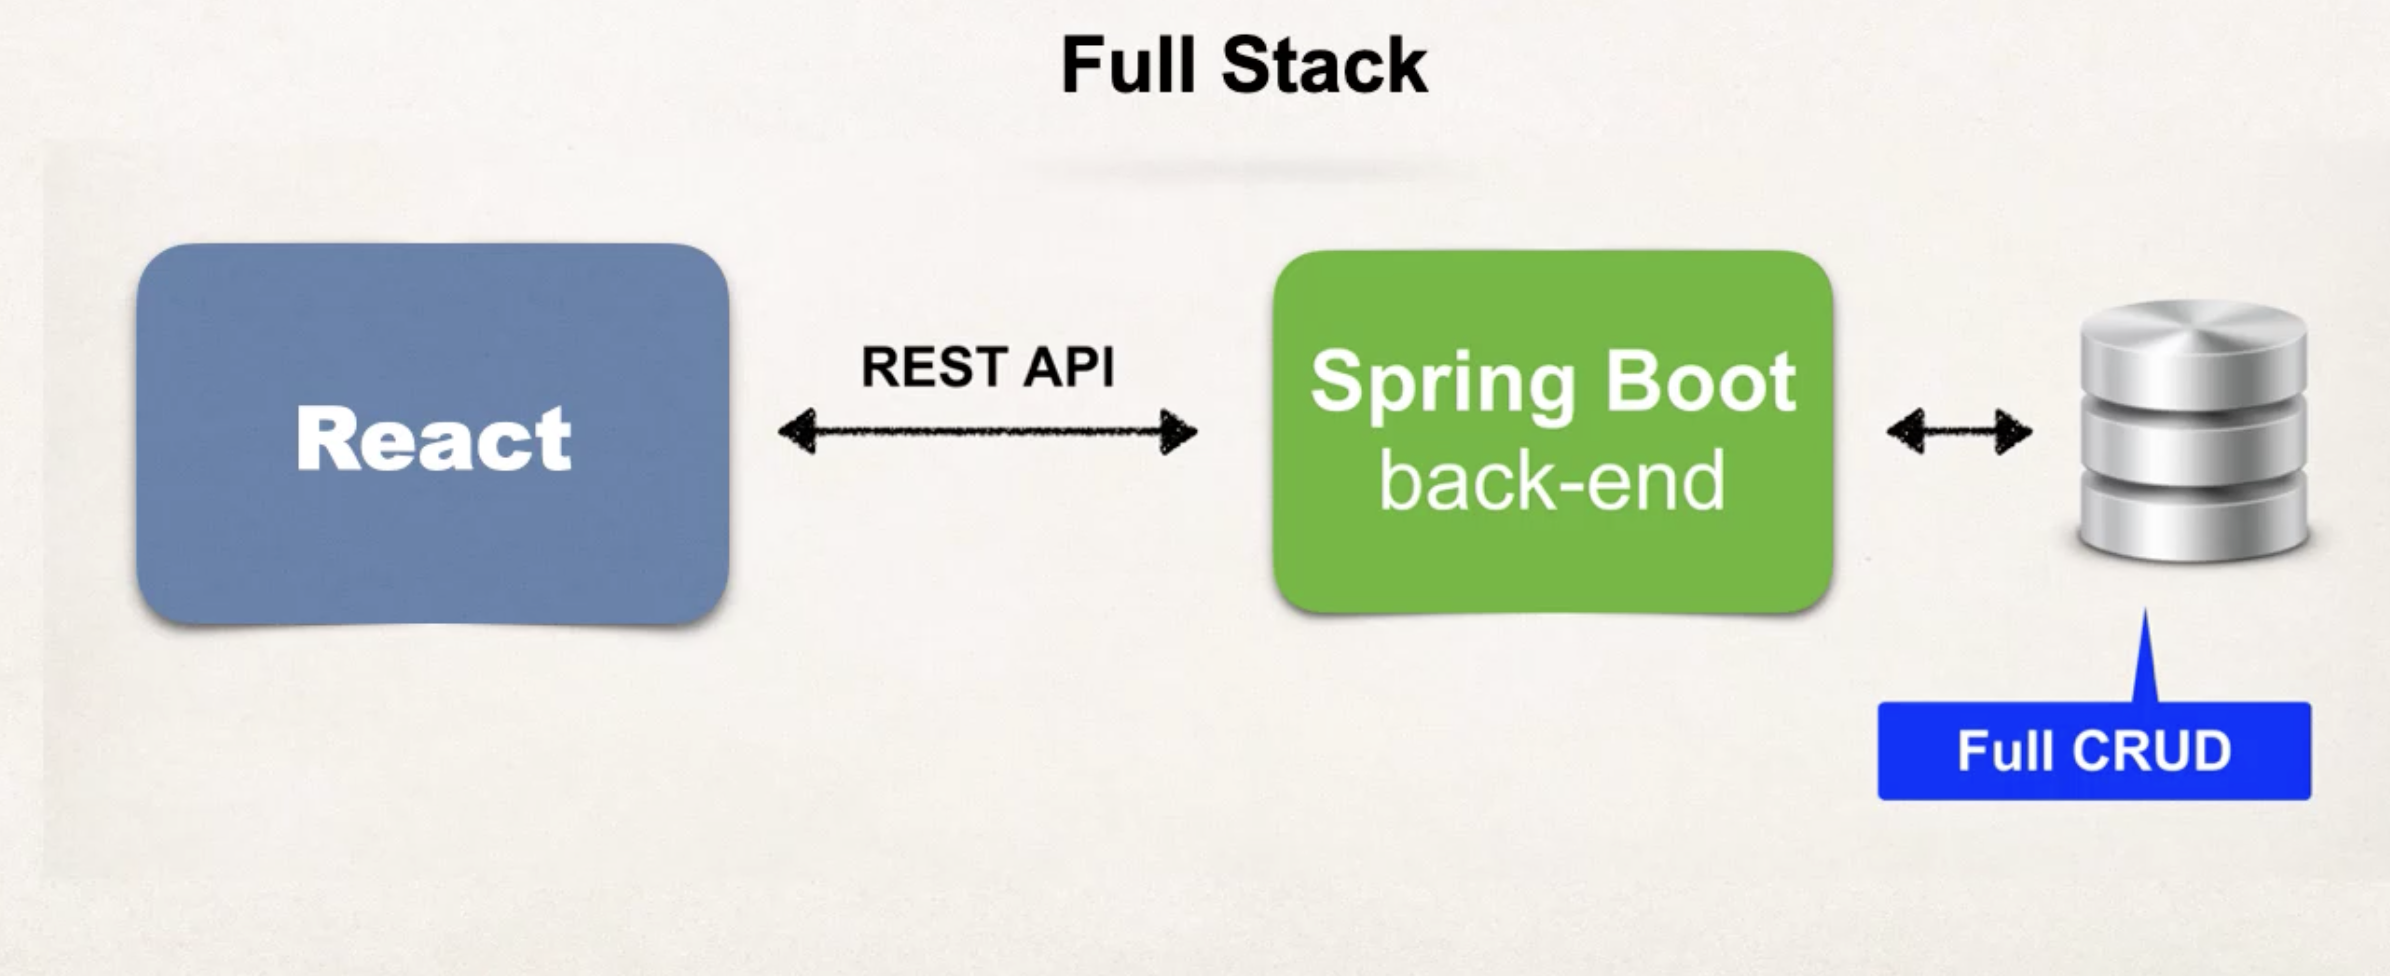 Full Stack
React
REST API
Spring Boot
back-end
Full CRUD